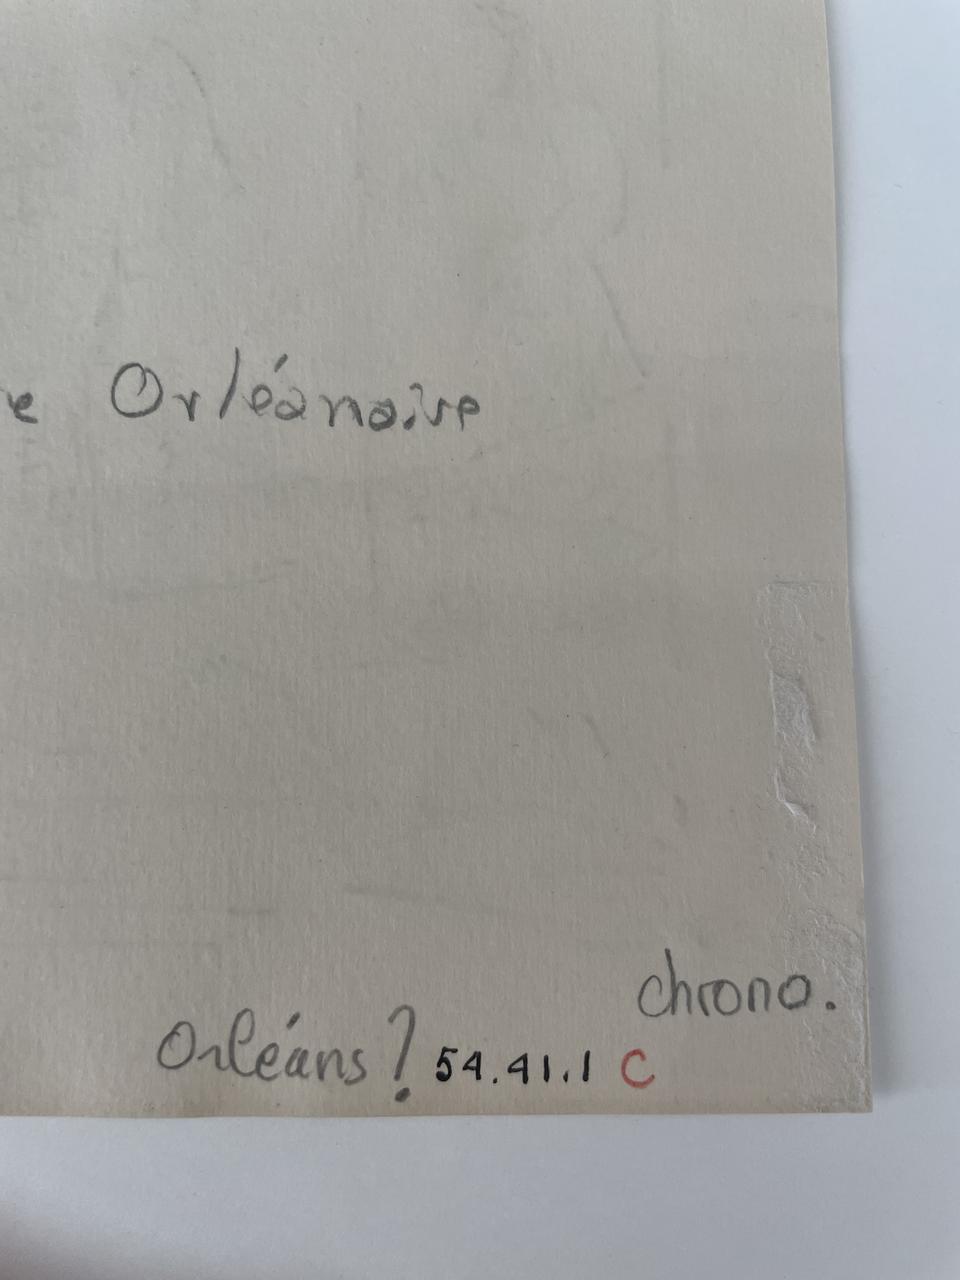 e Orléanaise
chrono.
Orléans ? 54.41.1 C